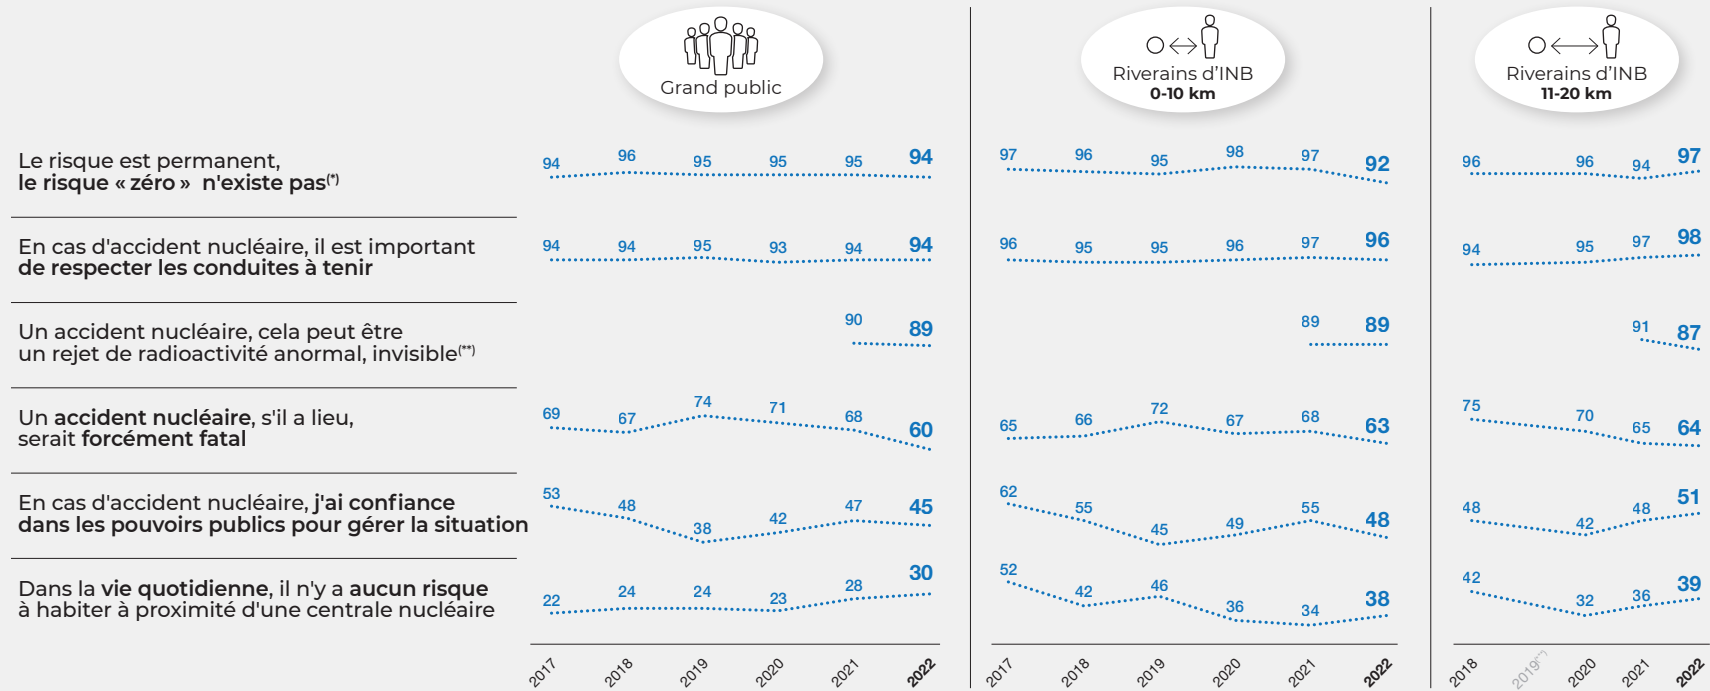 Grand public
Riverains d'INB
0-10 km
Riverains d'INB
11-20 km
Le risque est permanent,
le risque « zéro » n'existe pas(*)
94 96 95 95 95 94
97 96 95 98 97 92
96 96 94 97
En cas d'accident nucléaire, il est important
de respecter les conduites à tenir
94 94 95 93 94 94
96 95 95 96 97 96
94 95 97 98
Un accident nucléaire, cela peut être
un rejet de radioactivité anormal, invisible(**)
90 89
89 89
91 87
Un accident nucléaire, s'il a lieu,
serait forcément fatal
69 67 74 71 68 60
65 66 72 67 68 63
75 70 65 64
En cas d'accident nucléaire, j'ai confiance
dans les pouvoirs publics pour gérer la situation
53 48 38 42 47 45
62 55 45 49 55 48
48 42 48 51
Dans la vie quotidienne, il n'y a aucun risque
à habiter à proximité d'une centrale nucléaire
22 24 24 23 28 30
52 42 46 36 34 38
42 32 36 39
2017 2018 2019 2020 2021 2022
2017 2018 2019 2020 2021 2022
2018 2019(**) 2020 2021 2022